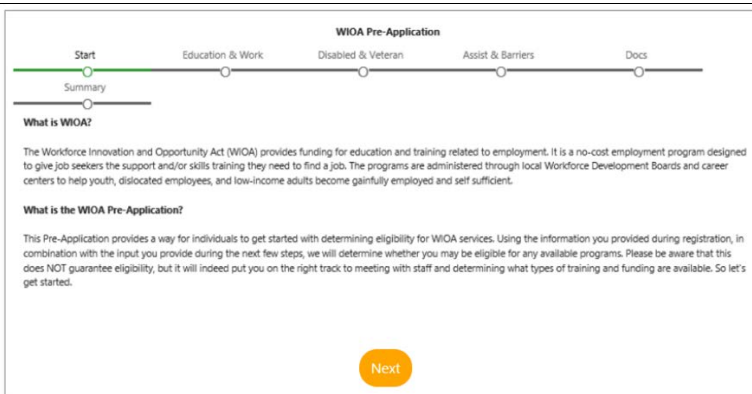 WIOA Pre-Application
Start Education & Work Disabled & Veteran Assist & Barriers Docs
Summary
What is WIOA?
The Workforce Innovation and Opportunity Act (WIOA) provides funding for education and training related to employment. It is a no-cost employment program designed
to give job seekers the support and/or skills training they need to find a job. The programs are administered through local Workforce Development Boards and career
centers to help youth, dislocated employees, and low-income adults become gainfully employed and self sufficient.
What is the WIOA Pre-Application?
This Pre-Application provides a way for individuals to get started with determining eligibility for WIOA services. Using the information you provided during registration, in
combination with the input you provide during the next few steps, we will determine whether you may be eligible for any available programs. Please be aware that this
does NOT guarantee eligibility, but it will indeed put you on the right track to meeting with staff and determining what types of training and funding are available. So let's
get started.
Next